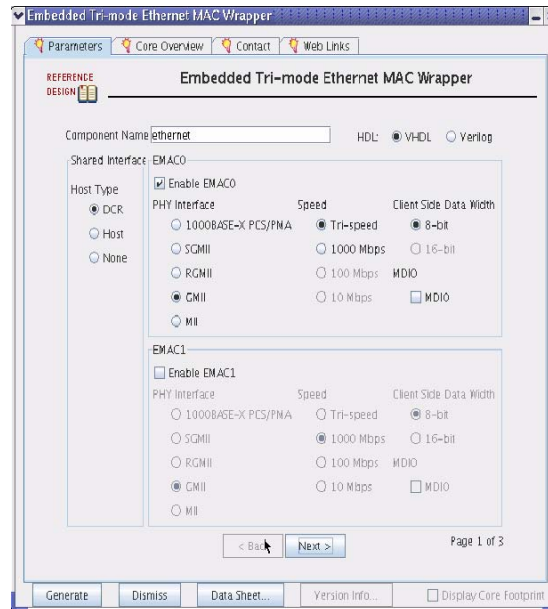 Embedded Tri-mode Ethernet MAC Wrapper
Parameters Core Overview Contact Web Links
REFERENCE
DESIGN
Embedded Tri-mode Ethernet MAC Wrapper
Component Name ethernet HDL: VHDL Verilog
Shared Interface
Host Type
DCR
Host
None
EMAC0
Enable EMAC0
PHY Interface Speed Client Side Data Width
1000BASE-X PCS/PMA Tri-speed 8-bit
SGMII 1000 Mbps 16-bit
RGMII 100 Mbps MDIO
GMII 10 Mbps MDIO
MII
EMAC1
Enable EMAC1
PHY Interface Speed Client Side Data Width
1000BASE-X PCS/PMA Tri-speed 8-bit
SGMII 1000 Mbps 16-bit
RGMII 100 Mbps MDIO
GMII 10 Mbps MDIO
MII
< Back Next > Page 1 of 3
Generate Dismiss Data Sheet... Version Info... Display Core Footprint